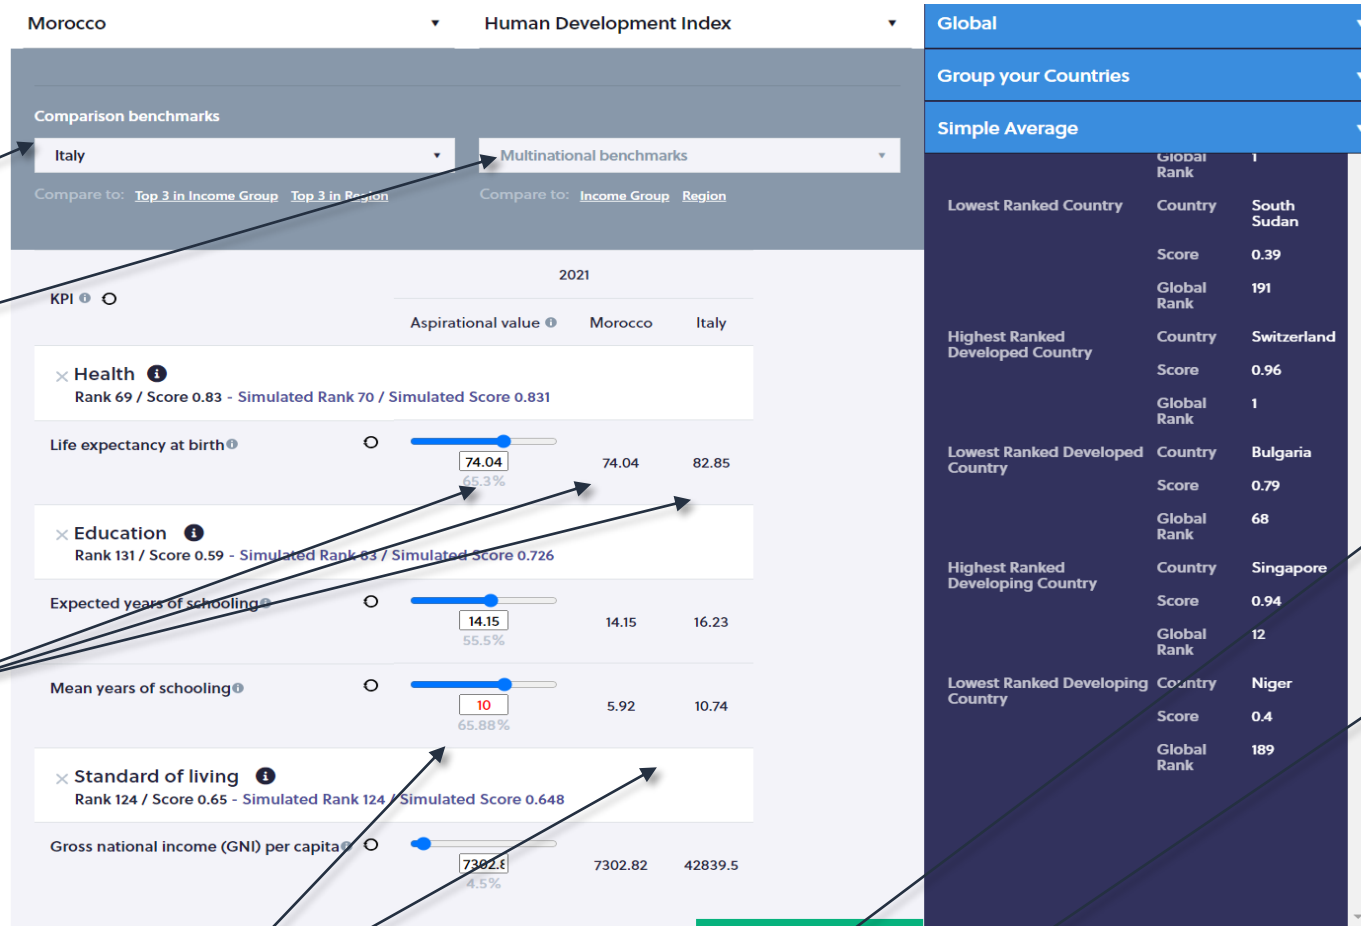 Morocco
Human Development Index
Comparison benchmarks
Italy
Multinational benchmarks
Compare to: Top 3 in Income Group Top 3 in Region
Compare to: Income Group Region
2021
KPI
Aspirational value Morocco Italy
Health
Rank 69 / Score 0.83 - Simulated Rank 70 / Simulated Score 0.831
Life expectancy at birth
74.04 74.04 82.85
65.3%
Education
Rank 131 / Score 0.59 - Simulated Rank 83 / Simulated Score 0.726
Expected years of schooling
14.15 14.15 16.23
55.5%
Mean years of schooling
10 5.92 10.74
65.88%
Standard of living
Rank 124 / Score 0.65 - Simulated Rank 124 / Simulated Score 0.648
Gross national income (GNI) per capita
7302.8 7302.82 42839.5
4.5%
Global
Group your Countries
Simple Average
Global Rank 1
Lowest Ranked Country Country South Sudan
Score 0.39
Global Rank 191
Highest Ranked Developed Country Country Switzerland
Score 0.96
Global Rank 1
Lowest Ranked Developed Country Country Bulgaria
Score 0.79
Global Rank 68
Highest Ranked Developing Country Country Singapore
Score 0.94
Global Rank 12
Lowest Ranked Developing Country Country Niger
Score 0.4
Global Rank 189